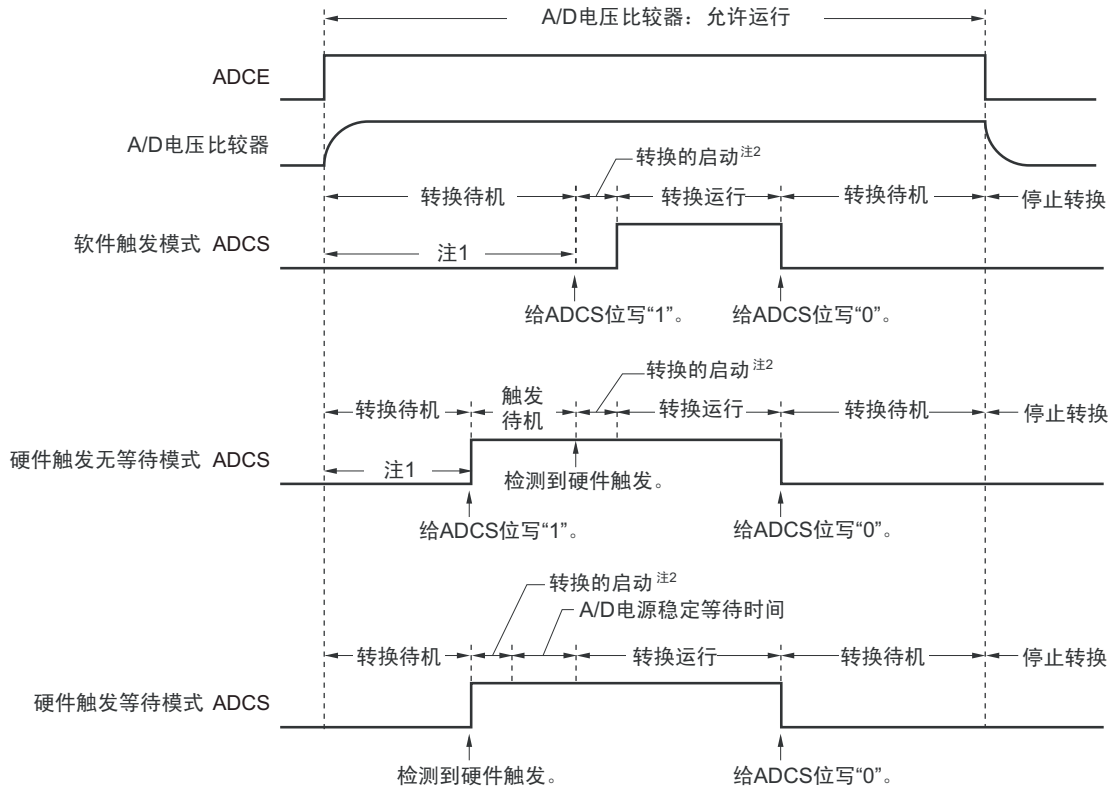 A/D电压比较器：允许运行
ADCE
A/D电压比较器
转换的启动注2
转换待机 转换运行 转换待机 停止转换
软件触发模式 ADCS
注1
给ADCS位写“1”。 给ADCS位写“0”。
转换的启动注2
转换待机 触发待机 转换运行 转换待机 停止转换
硬件触发无等待模式 ADCS
注1
检测到硬件触发。
给ADCS位写“1”。 给ADCS位写“0”。
转换的启动注2
A/D电源稳定等待时间
转换待机 转换运行 转换待机 停止转换
硬件触发等待模式 ADCS
检测到硬件触发。 给ADCS位写“0”。